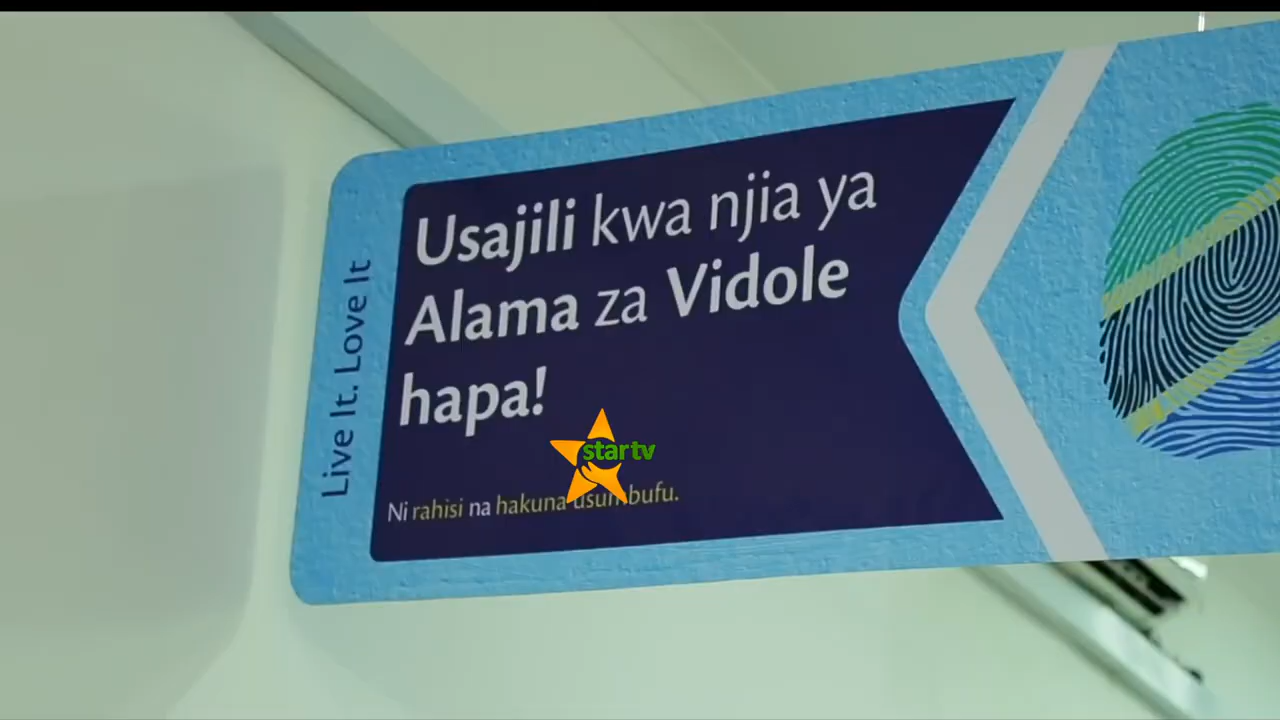 Live It. Love It
Usajili kwa njia ya
Alama za Vidole
hapa!
startv
Ni rahisi na hakuna usumbufu.